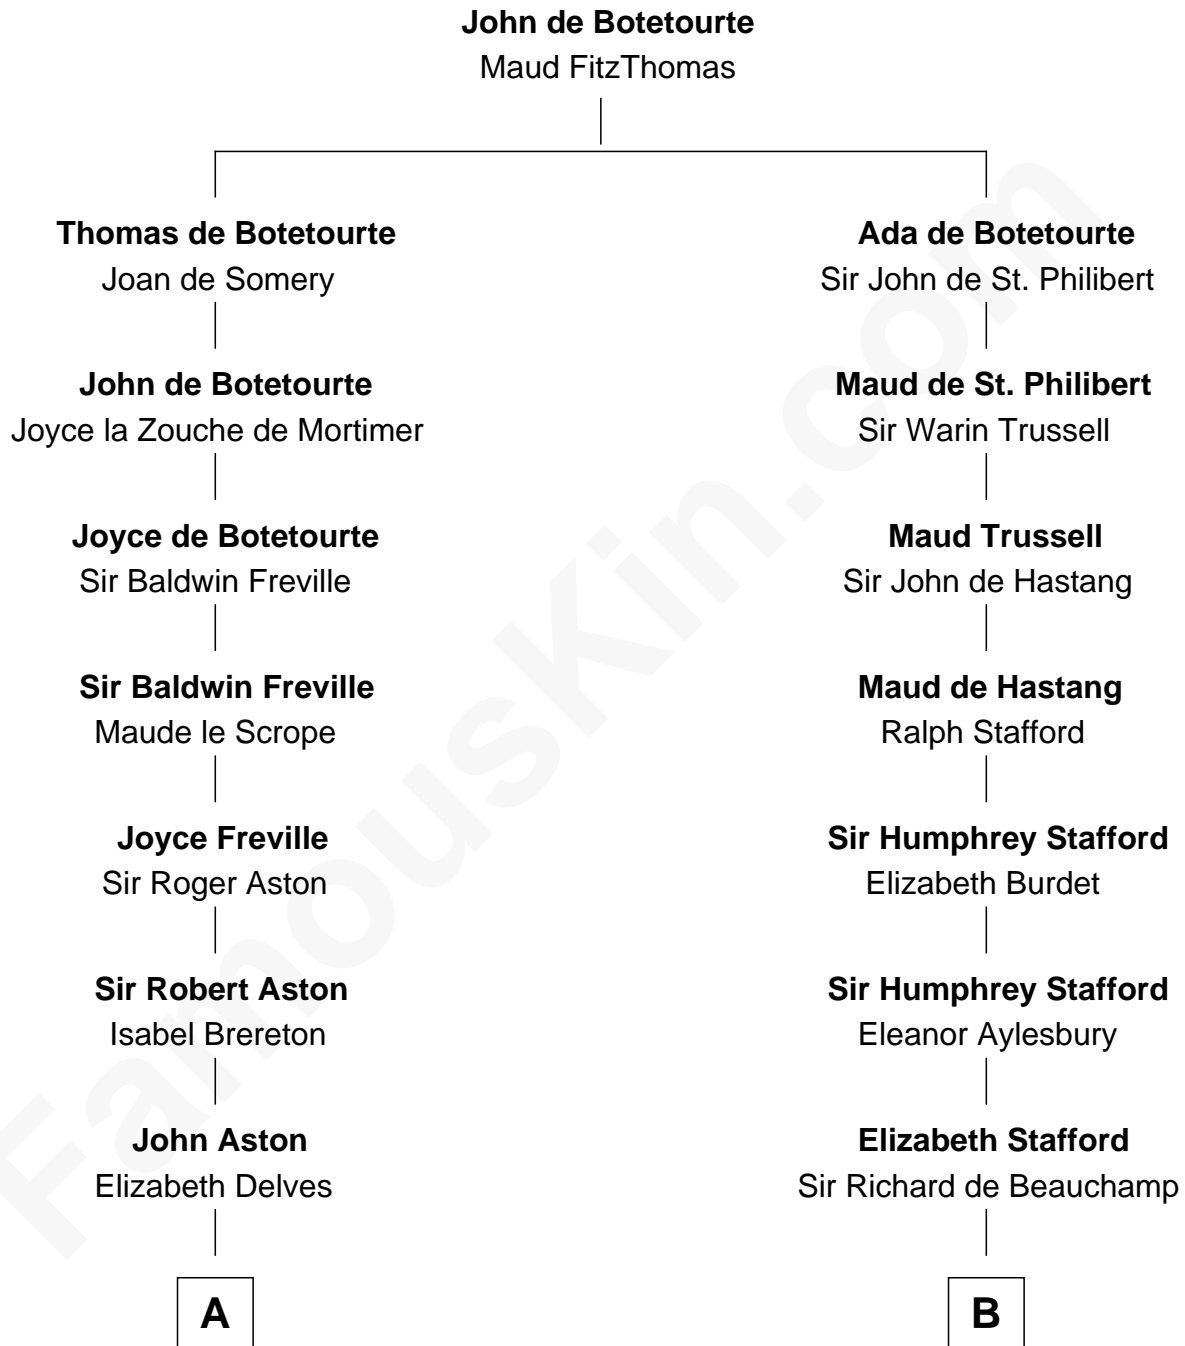 John de Botetourte
Maud FitzThomas
Thomas de Botetourte
Joan de Somery
Ada de Botetourte
Sir John de St. Philibert
John de Botetourte
Joyce la Zouche de Mortimer
Maud de St. Philibert
Sir Warin Trussell
Joyce de Botetourte
Sir Baldwin Freville
Maud Trussell
Sir John de Hastang
Sir Baldwin Freville
Maude le Scrope
Maud de Hastang
Ralph Stafford
Joyce Freville
Sir Roger Aston
Sir Humphrey Stafford
Elizabeth Burdet
Sir Robert Aston
Isabel Brereton
Sir Humphrey Stafford
Eleanor Aylesbury
John Aston
Elizabeth Delves
Elizabeth Stafford
Sir Richard de Beauchamp
A
B
FamousKin.com